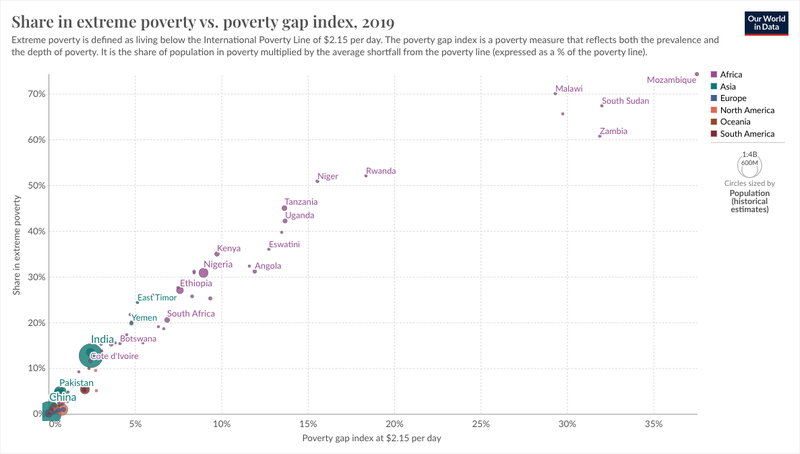 Share in extreme poverty vs. poverty gap index, 2019
Our World
in Data
Extreme poverty is defined as living below the International Poverty Line of $2.15 per day. The poverty gap index is a poverty measure that reflects both the prevalence and
the depth of poverty. It is the share of population in poverty multiplied by the average shortfall from the poverty line (expressed as a % of the poverty line).
Share in extreme poverty
70%
60%
50%
40%
30%
20%
10%
0%
Mozambique
Malawi
South Sudan
Zambia
Rwanda
Niger
Tanzania
Uganda
Eswatini
Kenya
Nigeria
Angola
Ethiopia
East Timor
South Africa
Yemen
India
Botswana
Cote d'Ivoire
Pakistan
China
0%
5%
10%
15%
20%
25%
30%
35%
Poverty gap index at $2.15 per day
Africa
Asia
Europe
North America
Oceania
South America
1:4B
600M
Circles sized by
Population
(historical
estimates)